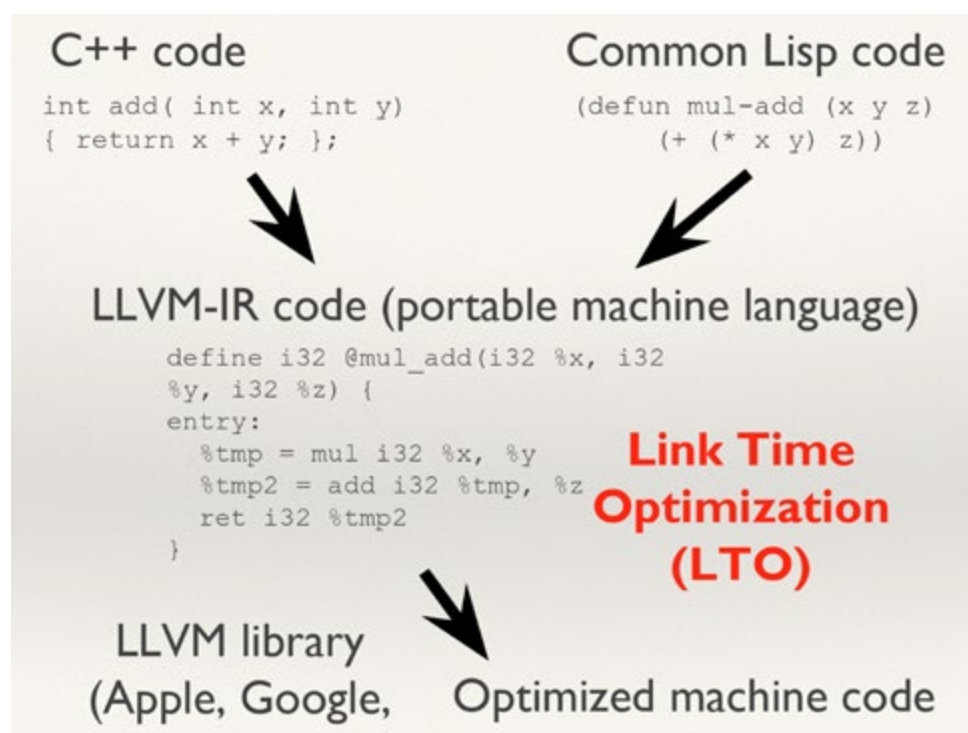 C++ code
int add( int x, int y)
{ return x + y; };
Common Lisp code
(defun mul-add (x y z)
(+ (* x y) z))
LLVM-IR code (portable machine language)
define i32 @mul_add(i32 %x, i32
%y, i32 %z) {
entry:
%tmp = mul i32 %x, %y
%tmp2 = add i32 %tmp, %z
ret i32 %tmp2
}
Link Time
Optimization
(LTO)
LLVM library
(Apple, Google,
Optimized machine code